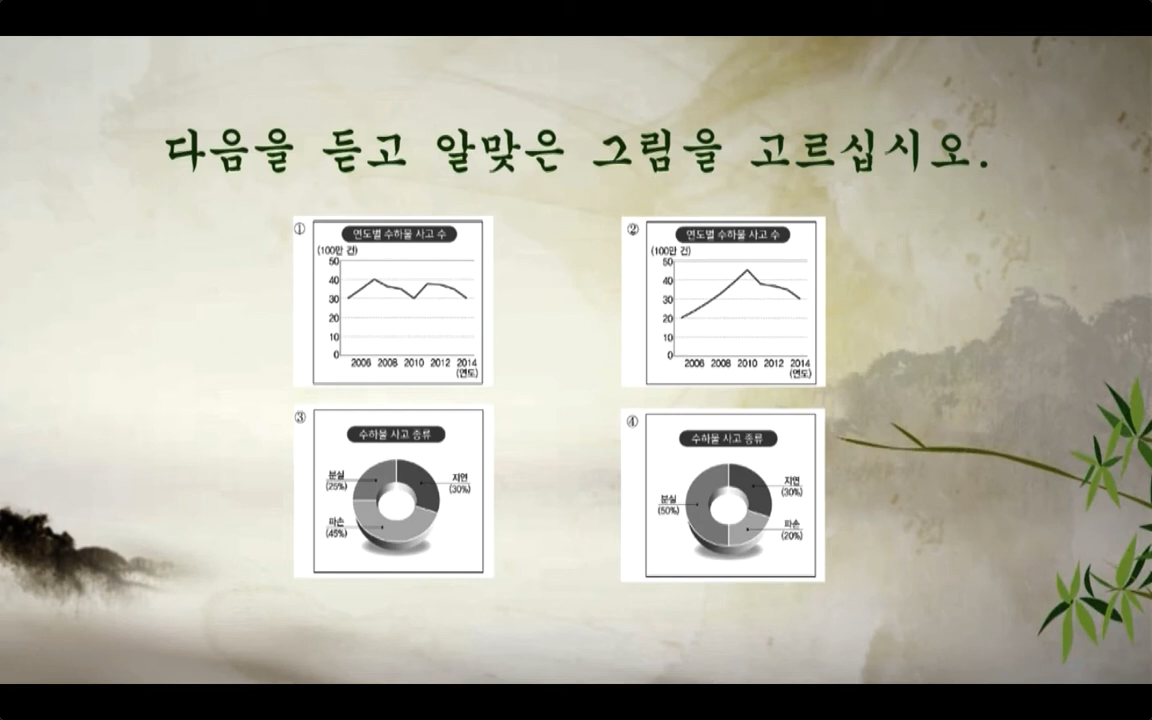 다음을 듣고 알맞은 그림을 고르십시오.
①
연도별 수하물 사고 수
(100만 건)
50
40
30
20
10
0
2006 2008 2010 2012 2014
(연도)
②
연도별 수하물 사고 수
(100만 건)
50
40
30
20
10
0
2006 2008 2010 2012 2014
(연도)
③
수하물 사고 종류
분실
(25%)
지연
(30%)
파손
(45%)
④
수하물 사고 종류
지연
(30%)
분실
(50%)
파손
(20%)